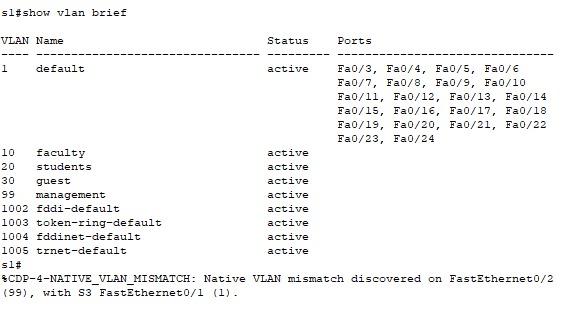 s1#show vlan brief
VLAN Name Status Ports
---- -------------------------------- --------- -------------------------------
1 default active Fa0/3, Fa0/4, Fa0/5, Fa0/6
Fa0/7, Fa0/8, Fa0/9, Fa0/10
Fa0/11, Fa0/12, Fa0/13, Fa0/14
Fa0/15, Fa0/16, Fa0/17, Fa0/18
Fa0/19, Fa0/20, Fa0/21, Fa0/22
Fa0/23, Fa0/24
10 faculty active
20 students active
30 guest active
99 management active
1002 fddi-default active
1003 token-ring-default active
1004 fddinet-default active
1005 trnet-default active
s1#
%CDP-4-NATIVE_VLAN_MISMATCH: Native VLAN mismatch discovered on FastEthernet0/2
(99), with S3 FastEthernet0/1 (1).